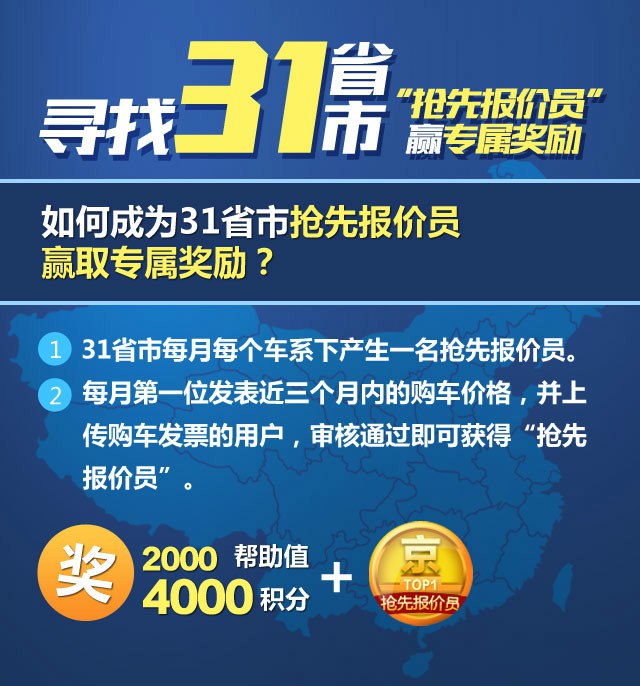 寻找31省市
“抢先报价员”
赢专属奖励
如何成为31省市抢先报价员
赢取专属奖励？
1 31省市每月每个车系下产生一名抢先报价员。
2 每月第一位发表近三个月内的购车价格，并上
传购车发票的用户，审核通过即可获得“抢先
报价员”。
奖
2000 帮助值
4000 积分
+
京
TOP1
抢先报价员